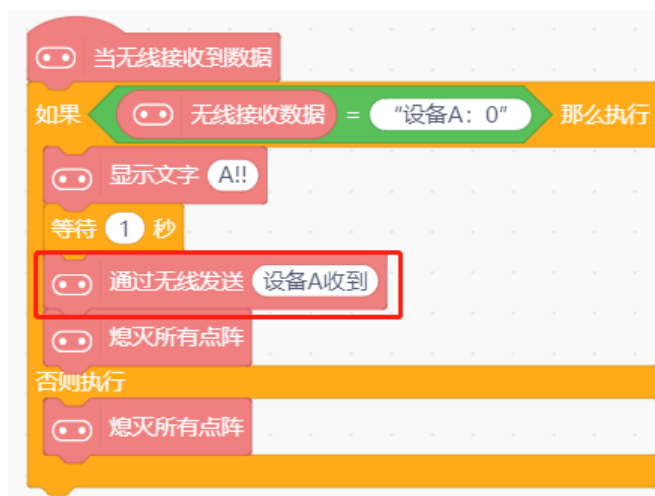 当无线接收到数据
如果 无线接收数据 = “设备A：0” 那么执行
显示文字 A!!
等待 1 秒
通过无线发送 设备A收到
熄灭所有点阵
否则执行
熄灭所有点阵